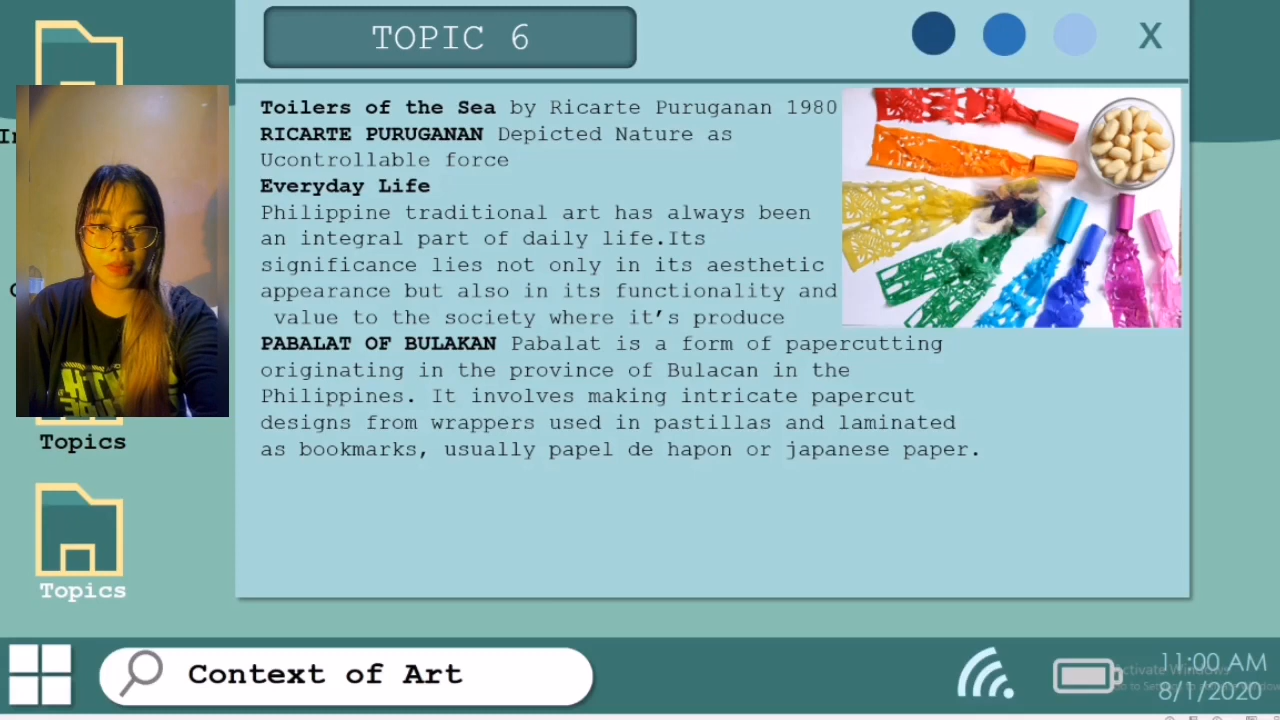 TOPIC 6
X
Toilers of the Sea by Ricarte Puruganan 1980
RICARTE PURUGANAN Depicted Nature as
Ucontrollable force
Everyday Life
Philippine traditional art has always been
an integral part of daily life.Its
significance lies not only in its aesthetic
appearance but also in its functionality and
value to the society where it’s produce
PABALAT OF BULAKAN Pabalat is a form of papercutting
originating in the province of Bulacan in the
Philippines. It involves making intricate papercut
designs from wrappers used in pastillas and laminated
as bookmarks, usually papel de hapon or japanese paper.
Topics
Topics
Context of Art
11:00 AM
8/1/2020